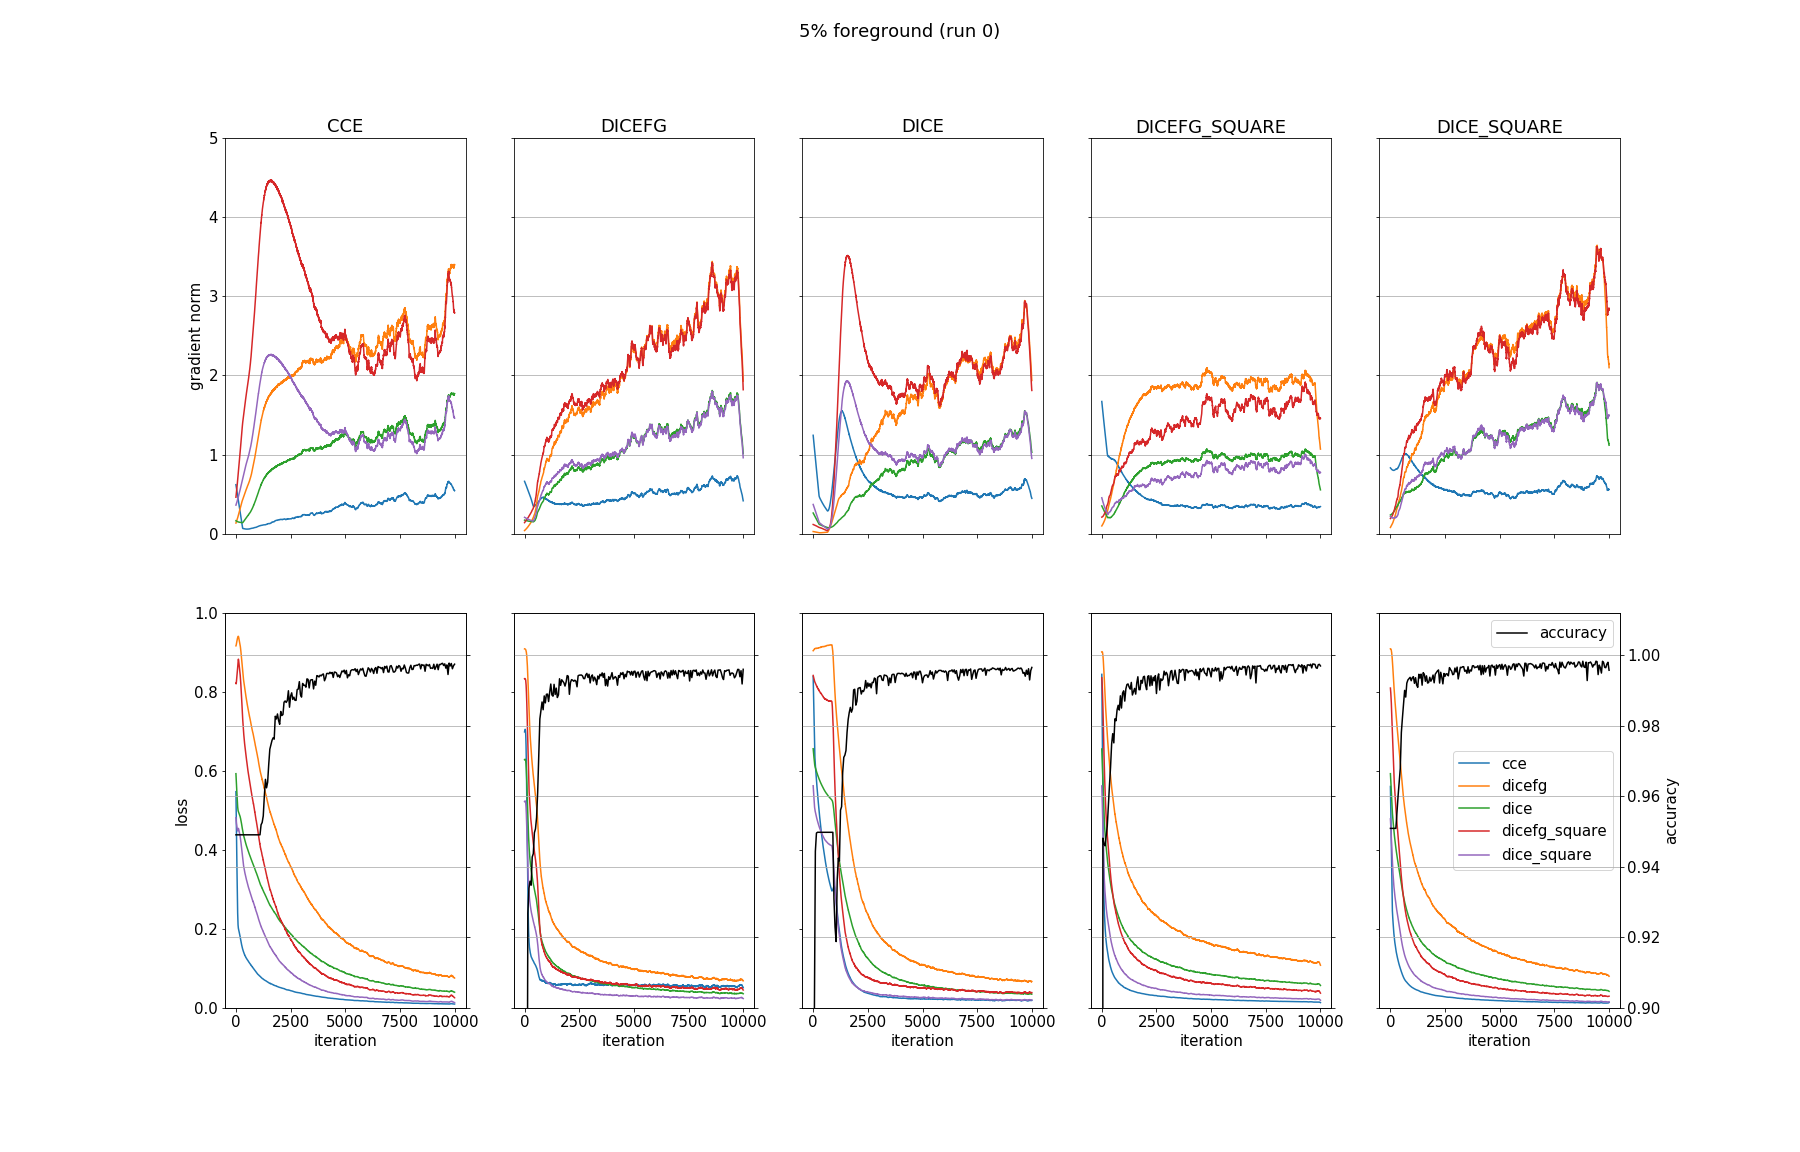 5% foreground (run 0)
CCE
DICEFG
DICE
DICEFG_SQUARE
DICE_SQUARE
5
4
3
2
1
0
gradient norm
1.0
0.8
0.6
0.4
0.2
0.0
loss
accuracy
cce
dicefg
dice
dicefg_square
dice_square
1.00
0.98
0.96
0.94
0.92
0.90
accuracy
0 2500 5000 7500 10000
0 2500 5000 7500 10000
0 2500 5000 7500 10000
0 2500 5000 7500 10000
0 2500 5000 7500 10000
iteration
iteration
iteration
iteration
iteration